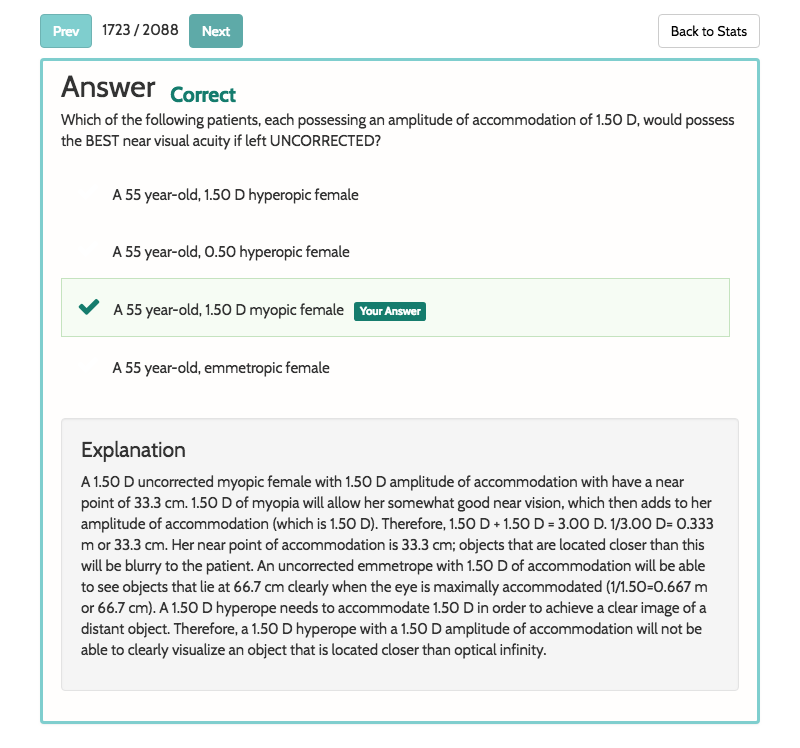 Prev 1723 / 2088 Next Back to Stats
Answer Correct
Which of the following patients, each possessing an amplitude of accommodation of 1.50 D, would possess
the BEST near visual acuity if left UNCORRECTED?
A 55 year-old, 1.50 D hyperopic female
A 55 year-old, 0.50 hyperopic female
A 55 year-old, 1.50 D myopic female Your Answer
A 55 year-old, emmetropic female
Explanation
A 1.50 D uncorrected myopic female with 1.50 D amplitude of accommodation with have a near
point of 33.3 cm. 1.50 D of myopia will allow her somewhat good near vision, which then adds to her
amplitude of accommodation (which is 1.50 D). Therefore, 1.50 D + 1.50 D = 3.00 D. 1/3.00 D= 0.333
m or 33.3 cm. Her near point of accommodation is 33.3 cm; objects that are located closer than this
will be blurry to the patient. An uncorrected emmetrope with 1.50 D of accommodation will be able
to see objects that lie at 66.7 cm clearly when the eye is maximally accommodated (1/1.50=0.667 m
or 66.7 cm). A 1.50 D hyperope needs to accommodate 1.50 D in order to achieve a clear image of a
distant object. Therefore, a 1.50 D hyperope with a 1.50 D amplitude of accommodation will not be
able to clearly visualize an object that is located closer than optical infinity.